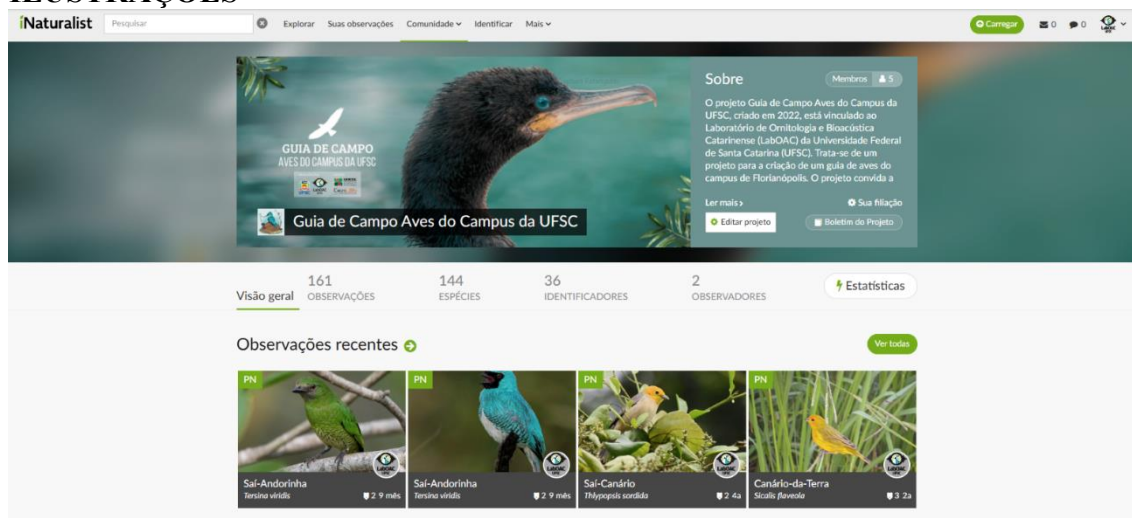 ILUSTRAÇÕES
iNaturalist
Pesquisar
Explorar Suas observações Comunidade Identificar Mais
Carregar 0 0
GUIA DE CAMPO
AVES DO CAMPUS DA UFSC
Guia de Campo Aves do Campus da UFSC
Sobre
Membros 5
O projeto Guia de Campo Aves do Campus da
UFSC, criado em 2022, está vinculado ao
Laboratório de Ornitologia e Bioacústica
Catarinense (LabOAC) da Universidade Federal
de Santa Catarina (UFSC). Trata-se de um
projeto para a criação de um guia de aves do
campus de Florianópolis. O projeto convida a
Ler mais > Sua filiação
Editar projeto Boletim do Projeto
Visão geral
161
OBSERVAÇÕES
144
ESPÉCIES
36
IDENTIFICADORES
2
OBSERVADORES
Estatísticas
Observações recentes
Ver todas
PN
LABOAC
Saí-Andorinha
Tersina viridis 2 9 mês
PN
LABOAC
Saí-Andorinha
Tersina viridis 2 9 mês
PN
LABOAC
Saí-Canário
Thlypopsis sordida 2 4a
PN
LABOAC
Canário-da-Terra
Sicalis flaveola 3 2a